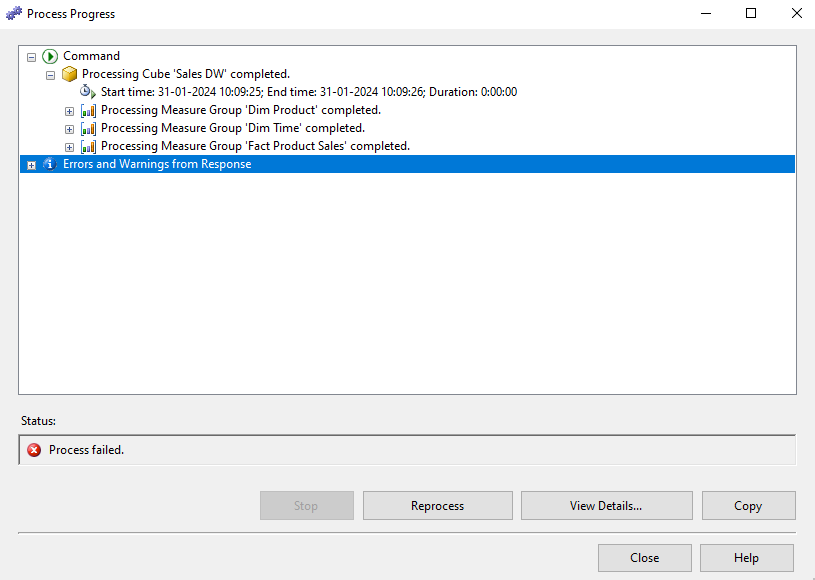 Process Progress
Command
Processing Cube 'Sales DW' completed.
Start time: 31-01-2024 10:09:25; End time: 31-01-2024 10:09:26; Duration: 0:00:00
Processing Measure Group 'Dim Product' completed.
Processing Measure Group 'Dim Time' completed.
Processing Measure Group 'Fact Product Sales' completed.
Errors and Warnings from Response
Status:
Process failed.
Stop Reprocess View Details... Copy
Close Help